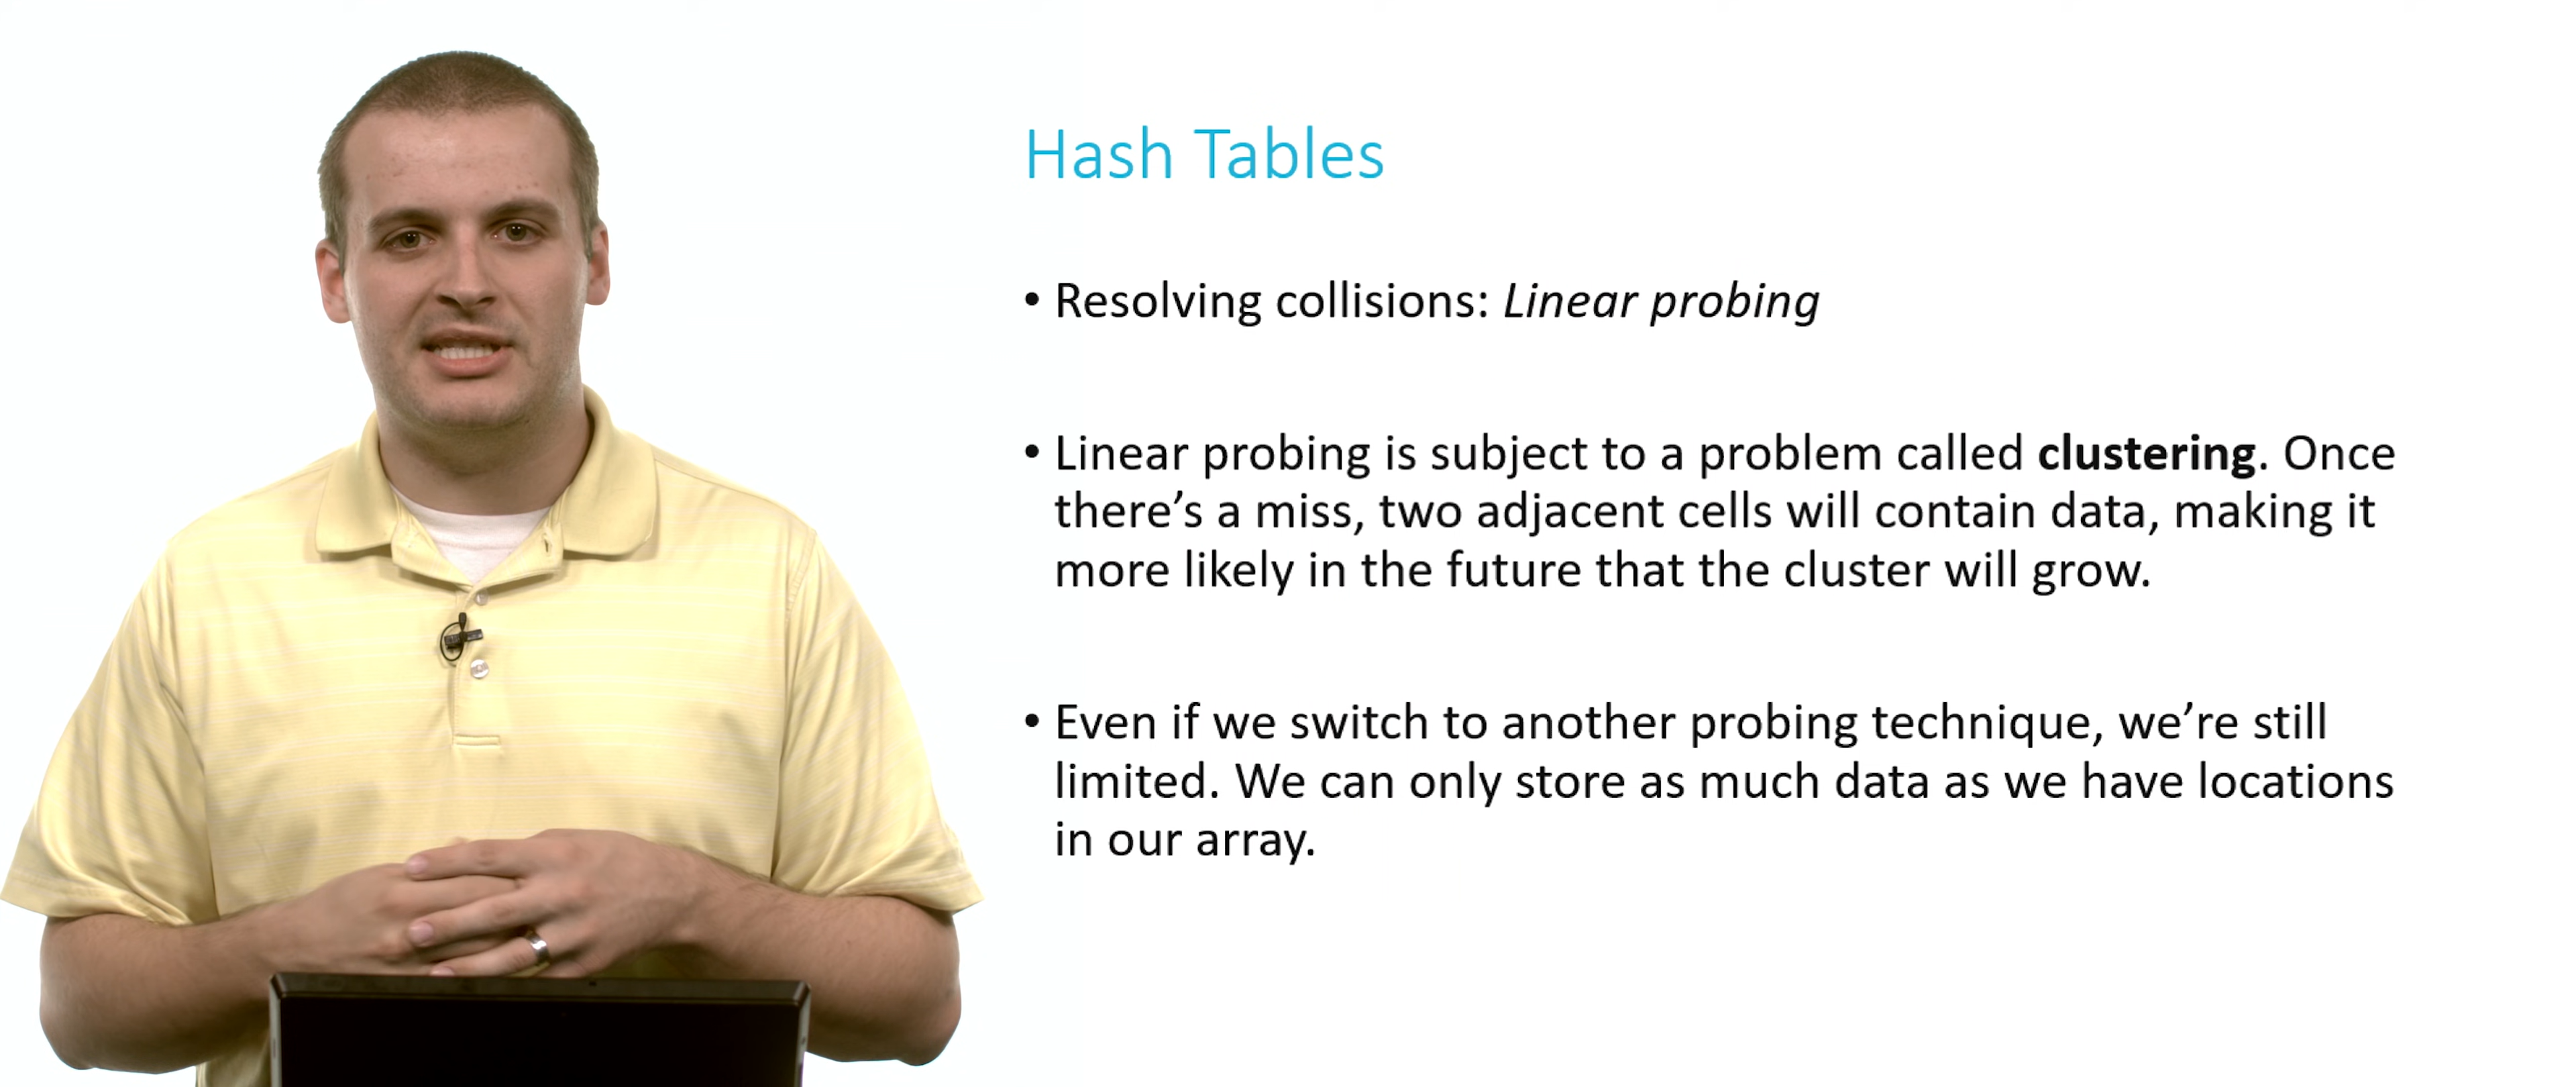 Hash Tables
• Resolving collisions: Linear probing
• Linear probing is subject to a problem called clustering. Once
there’s a miss, two adjacent cells will contain data, making it
more likely in the future that the cluster will grow.
• Even if we switch to another probing technique, we’re still
limited. We can only store as much data as we have locations
in our array.